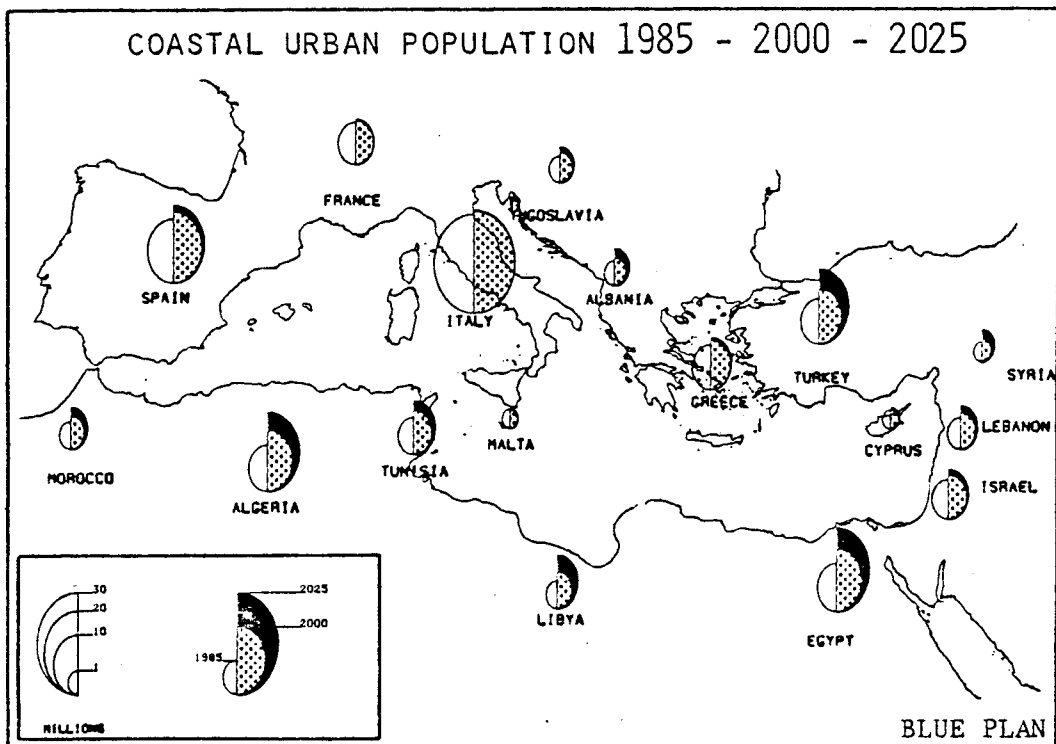 COASTAL URBAN POPULATION 1985 - 2000 - 2025
FRANCE
YUGOSLAVIA
SPAIN
ITALY
ALBANIA
TURKEY
SYRIA
GREECE
MALTA
CYPRUS
LEBANON
MOROCCO
TUNISIA
ISRAEL
ALGERIA
LIBYA
EGYPT
30
20
10
1
MILLIONS
2025
2000
1985
BLUE PLAN